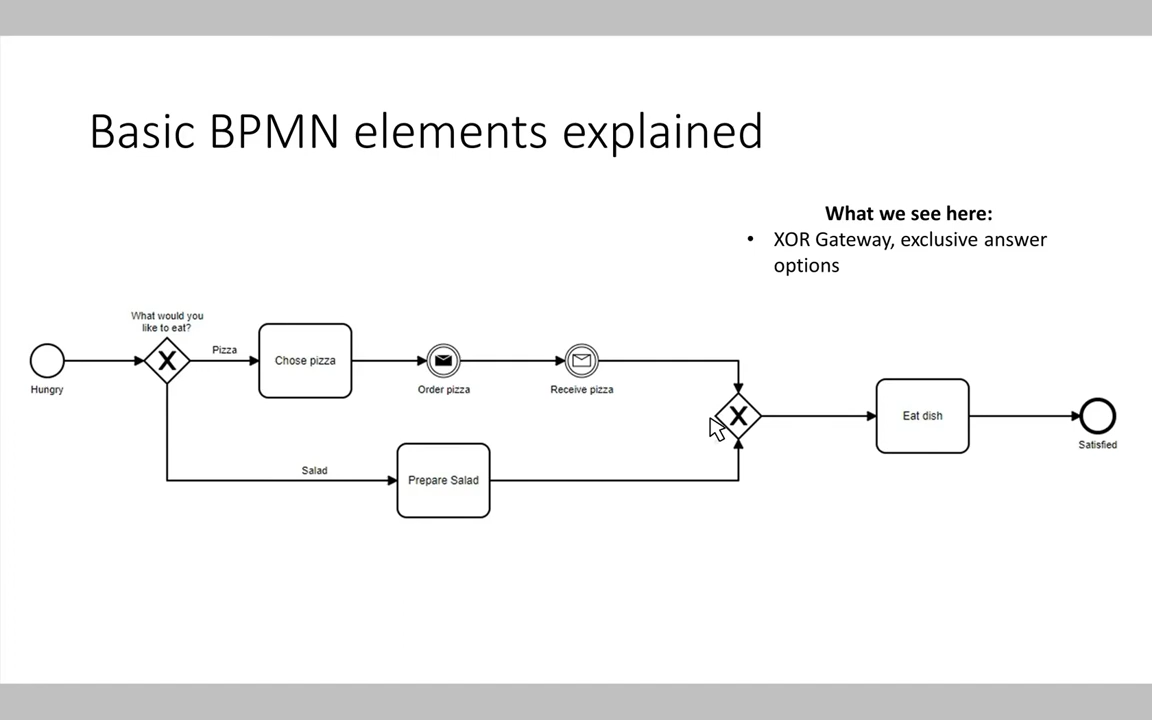 Basic BPMN elements explained
What we see here:
• XOR Gateway, exclusive answer
options
What would you
like to eat?
X
Pizza
Chose pizza
Hungry
Order pizza
Receive pizza
X
Eat dish
Satisfied
Salad
Prepare Salad